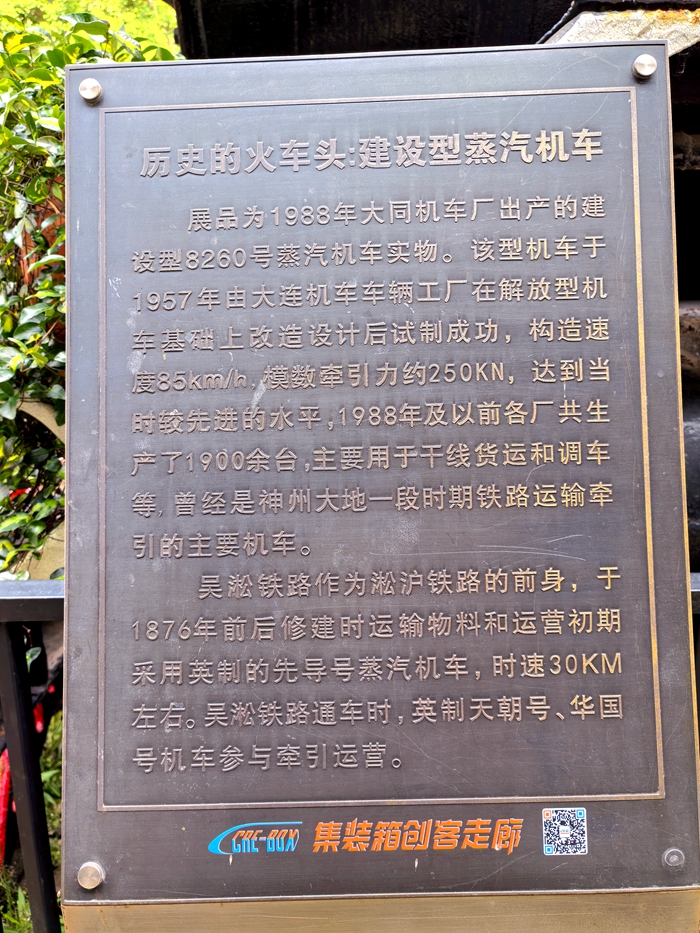 历史的火车头:建设型蒸汽机车
展品为1988年大同机车厂出产的建
设型8260号蒸汽机车实物。该型机车于
1957年由大连机车车辆工厂在解放型机
车基础上改造设计后试制成功，构造速
度85km/h,模数牵引力约250KN，达到当
时较先进的水平,1988年及以前各厂共生
产了1900余台,主要用于干线货运和调车
等,曾经是神州大地一段时期铁路运输牵
引的主要机车。
吴淞铁路作为淞沪铁路的前身，于
1876年前后修建时运输物料和运营初期
采用英制的先导号蒸汽机车，时速30KM
左右。吴淞铁路通车时,英制天朝号、华国
号机车参与牵引运营。
CRE-BOX 集装箱创客走廊